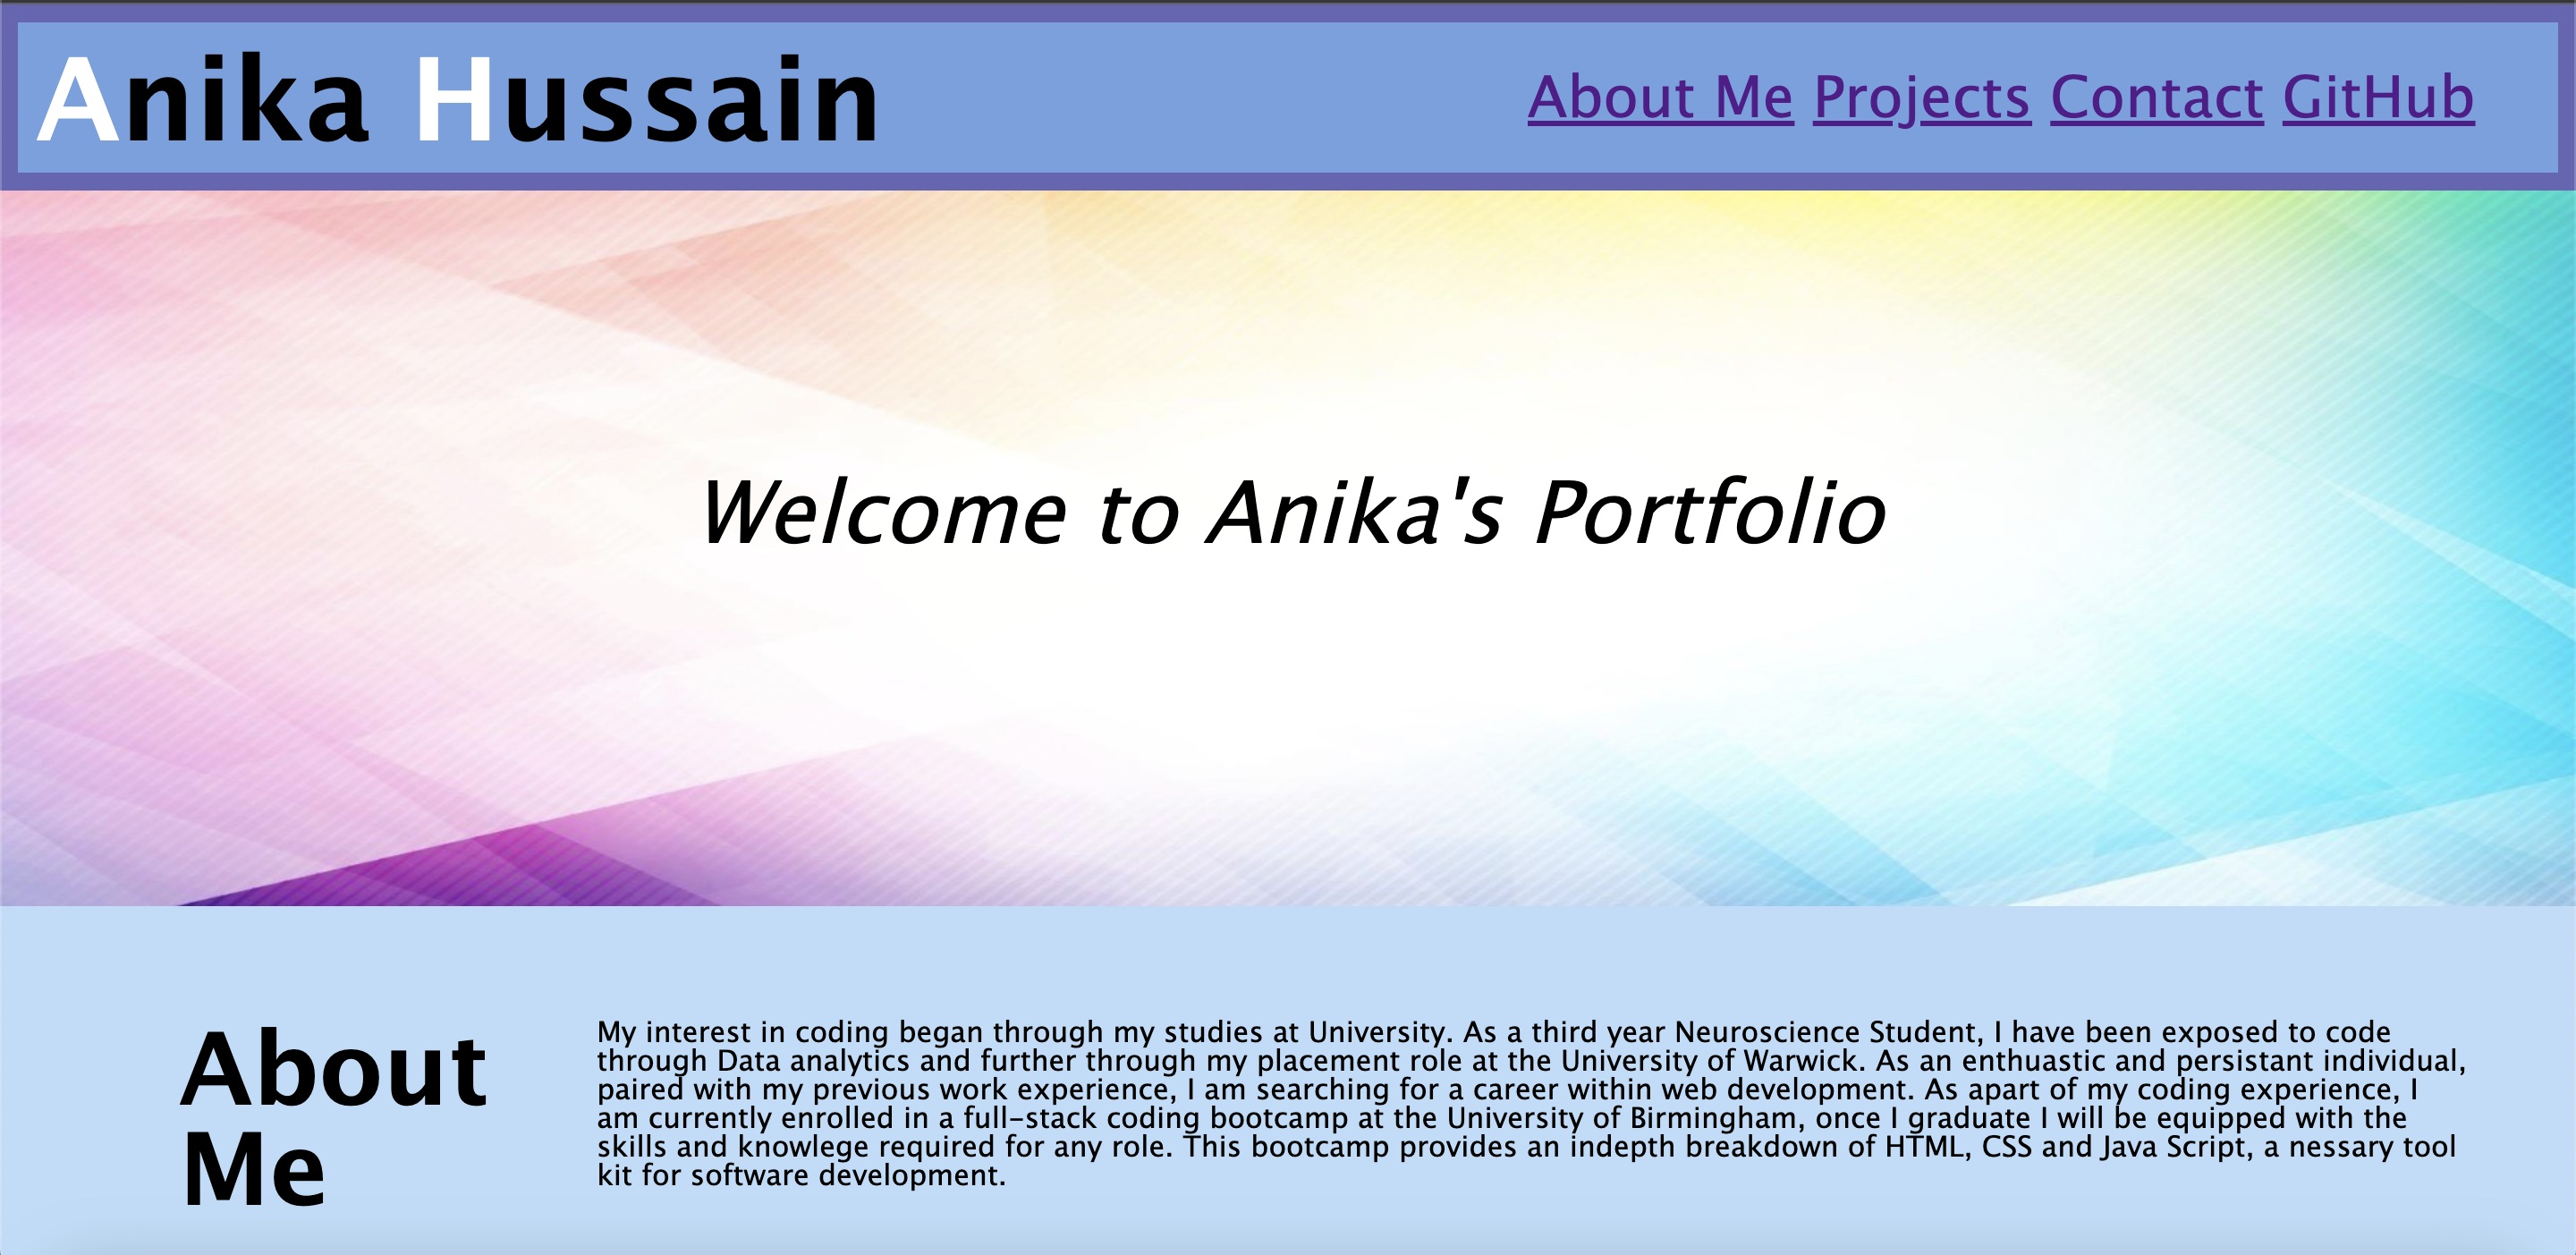 Anika Hussain
About Me Projects Contact GitHub
Welcome to Anika's Portfolio
About
Me
My interest in coding began through my studies at University. As a third year Neuroscience Student, I have been exposed to code
through Data analytics and further through my placement role at the University of Warwick. As an enthuastic and persistant individual,
paired with my previous work experience, I am searching for a career within web development. As apart of my coding experience, I
am currently enrolled in a full-stack coding bootcamp at the University of Birmingham, once I graduate I will be equipped with the
skills and knowlege required for any role. This bootcamp provides an indepth breakdown of HTML, CSS and Java Script, a nessary tool
kit for software development.